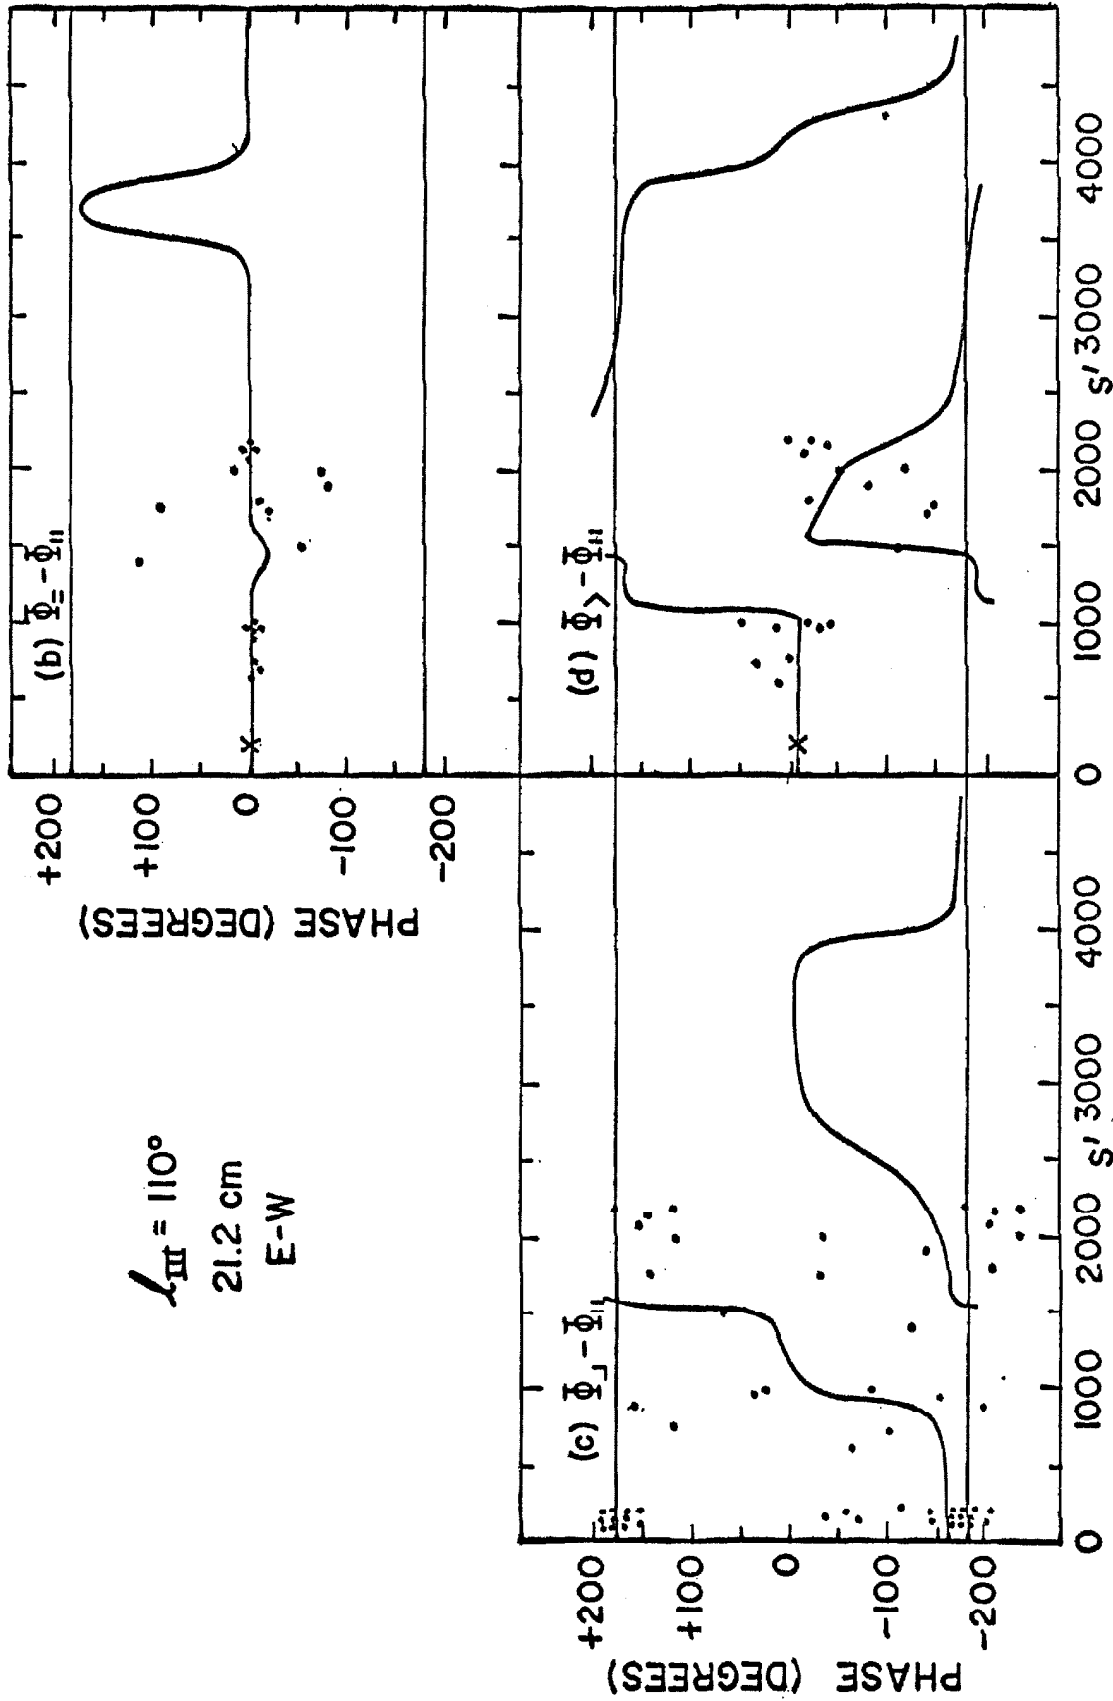 ℓIII = 110°
21.2 cm
E-W
(b) Φ= − Φ||
PHASE (DEGREES)
+200
+100
0
-100
-200
(c) Φ⅃ − Φ||
PHASE (DEGREES)
+200
+100
0
-100
-200
0 1000 2000 3000 4000
S'
(d) Φ> − Φ||
0 1000 2000 3000 4000
S'